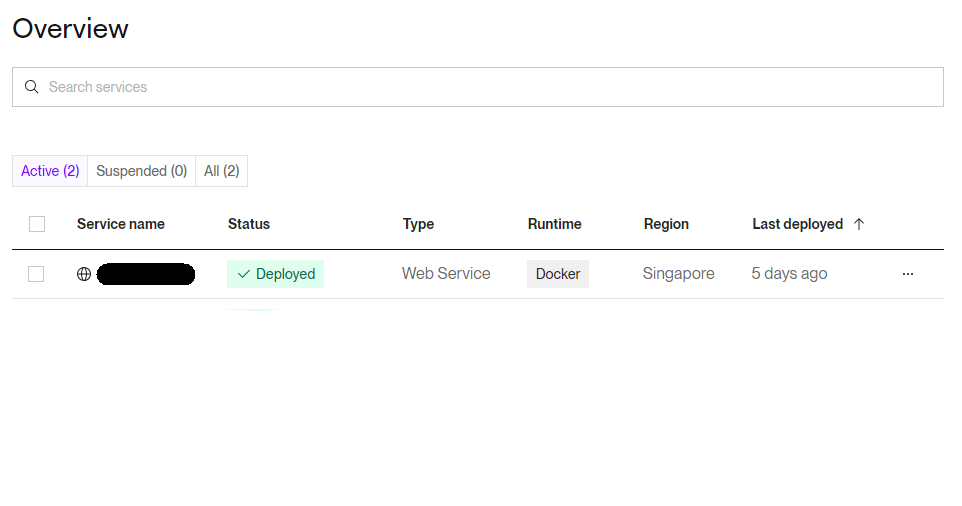 Overview
Search services
Active (2) Suspended (0) All (2)
Service name Status Type Runtime Region Last deployed ↑
✓ Deployed Web Service Docker Singapore 5 days ago ...